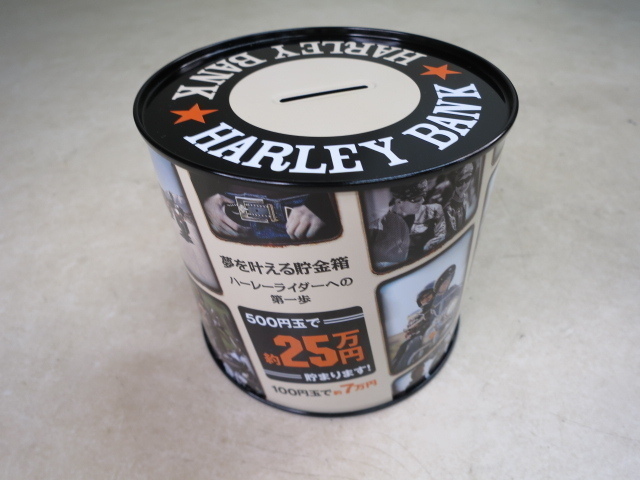 HARLEY BANK
HARLEY BANK
夢を叶える貯金箱
ハーレーライダーへの
第一歩
500円玉で
約25万円
貯まります!
100円玉で約7万円